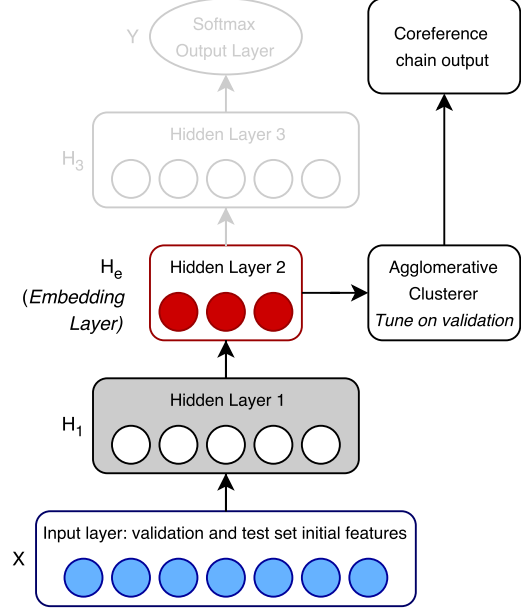 Y
Softmax
Output Layer
Coreference
chain output
H3
Hidden Layer 3
He
(Embedding
Layer)
Hidden Layer 2
Agglomerative
Clusterer
Tune on validation
H1
Hidden Layer 1
X
Input layer: validation and test set initial features